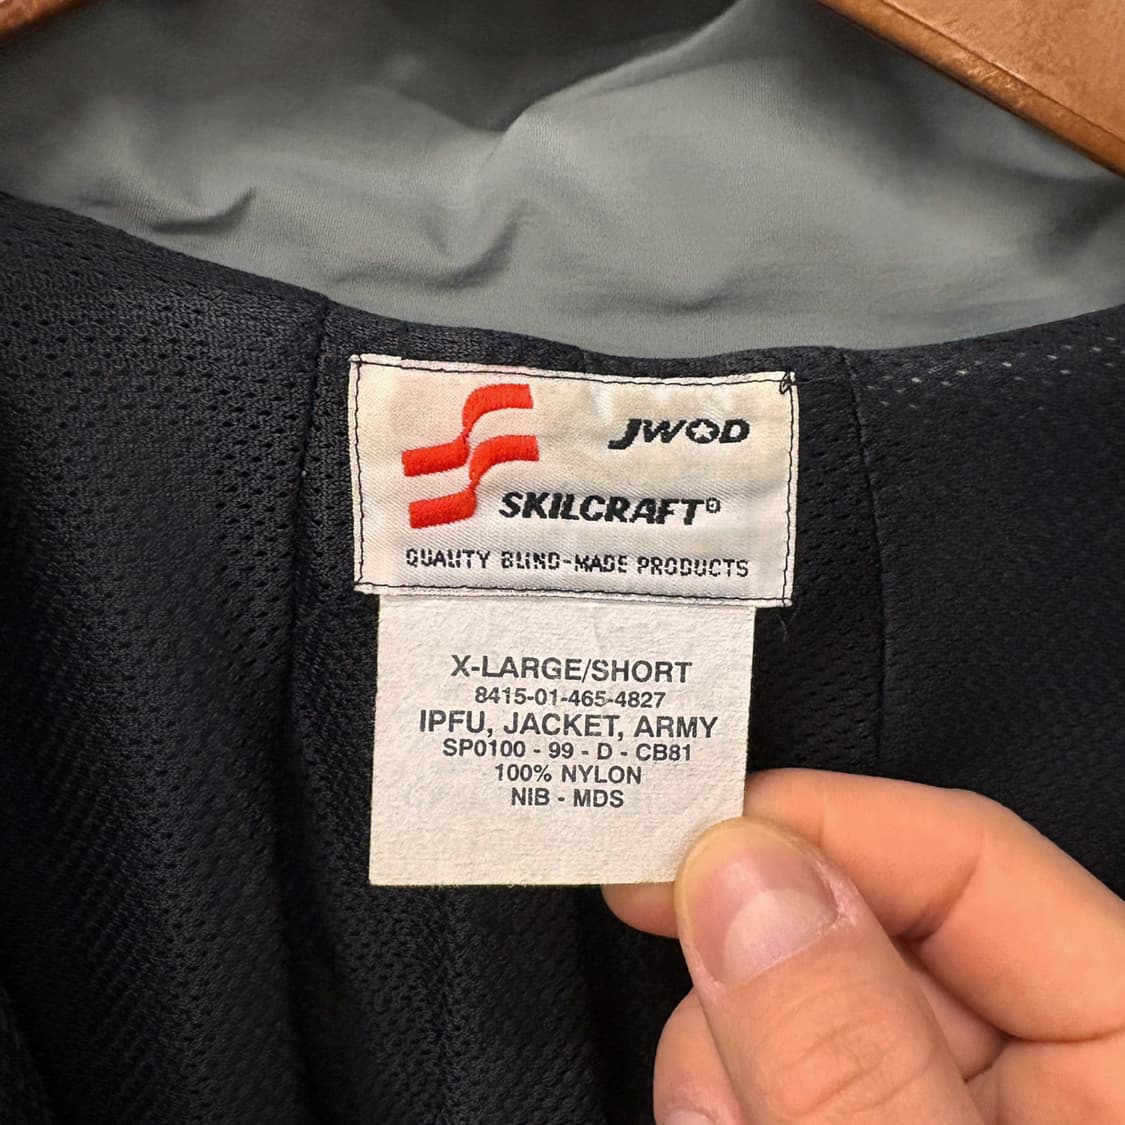 JWOD
SKILCRAFT®
QUALITY BLIND-MADE PRODUCTS
X-LARGE/SHORT
8415-01-465-4827
IPFU, JACKET, ARMY
SP0100 - 99 - D - CB81
100% NYLON
NIB - MDS